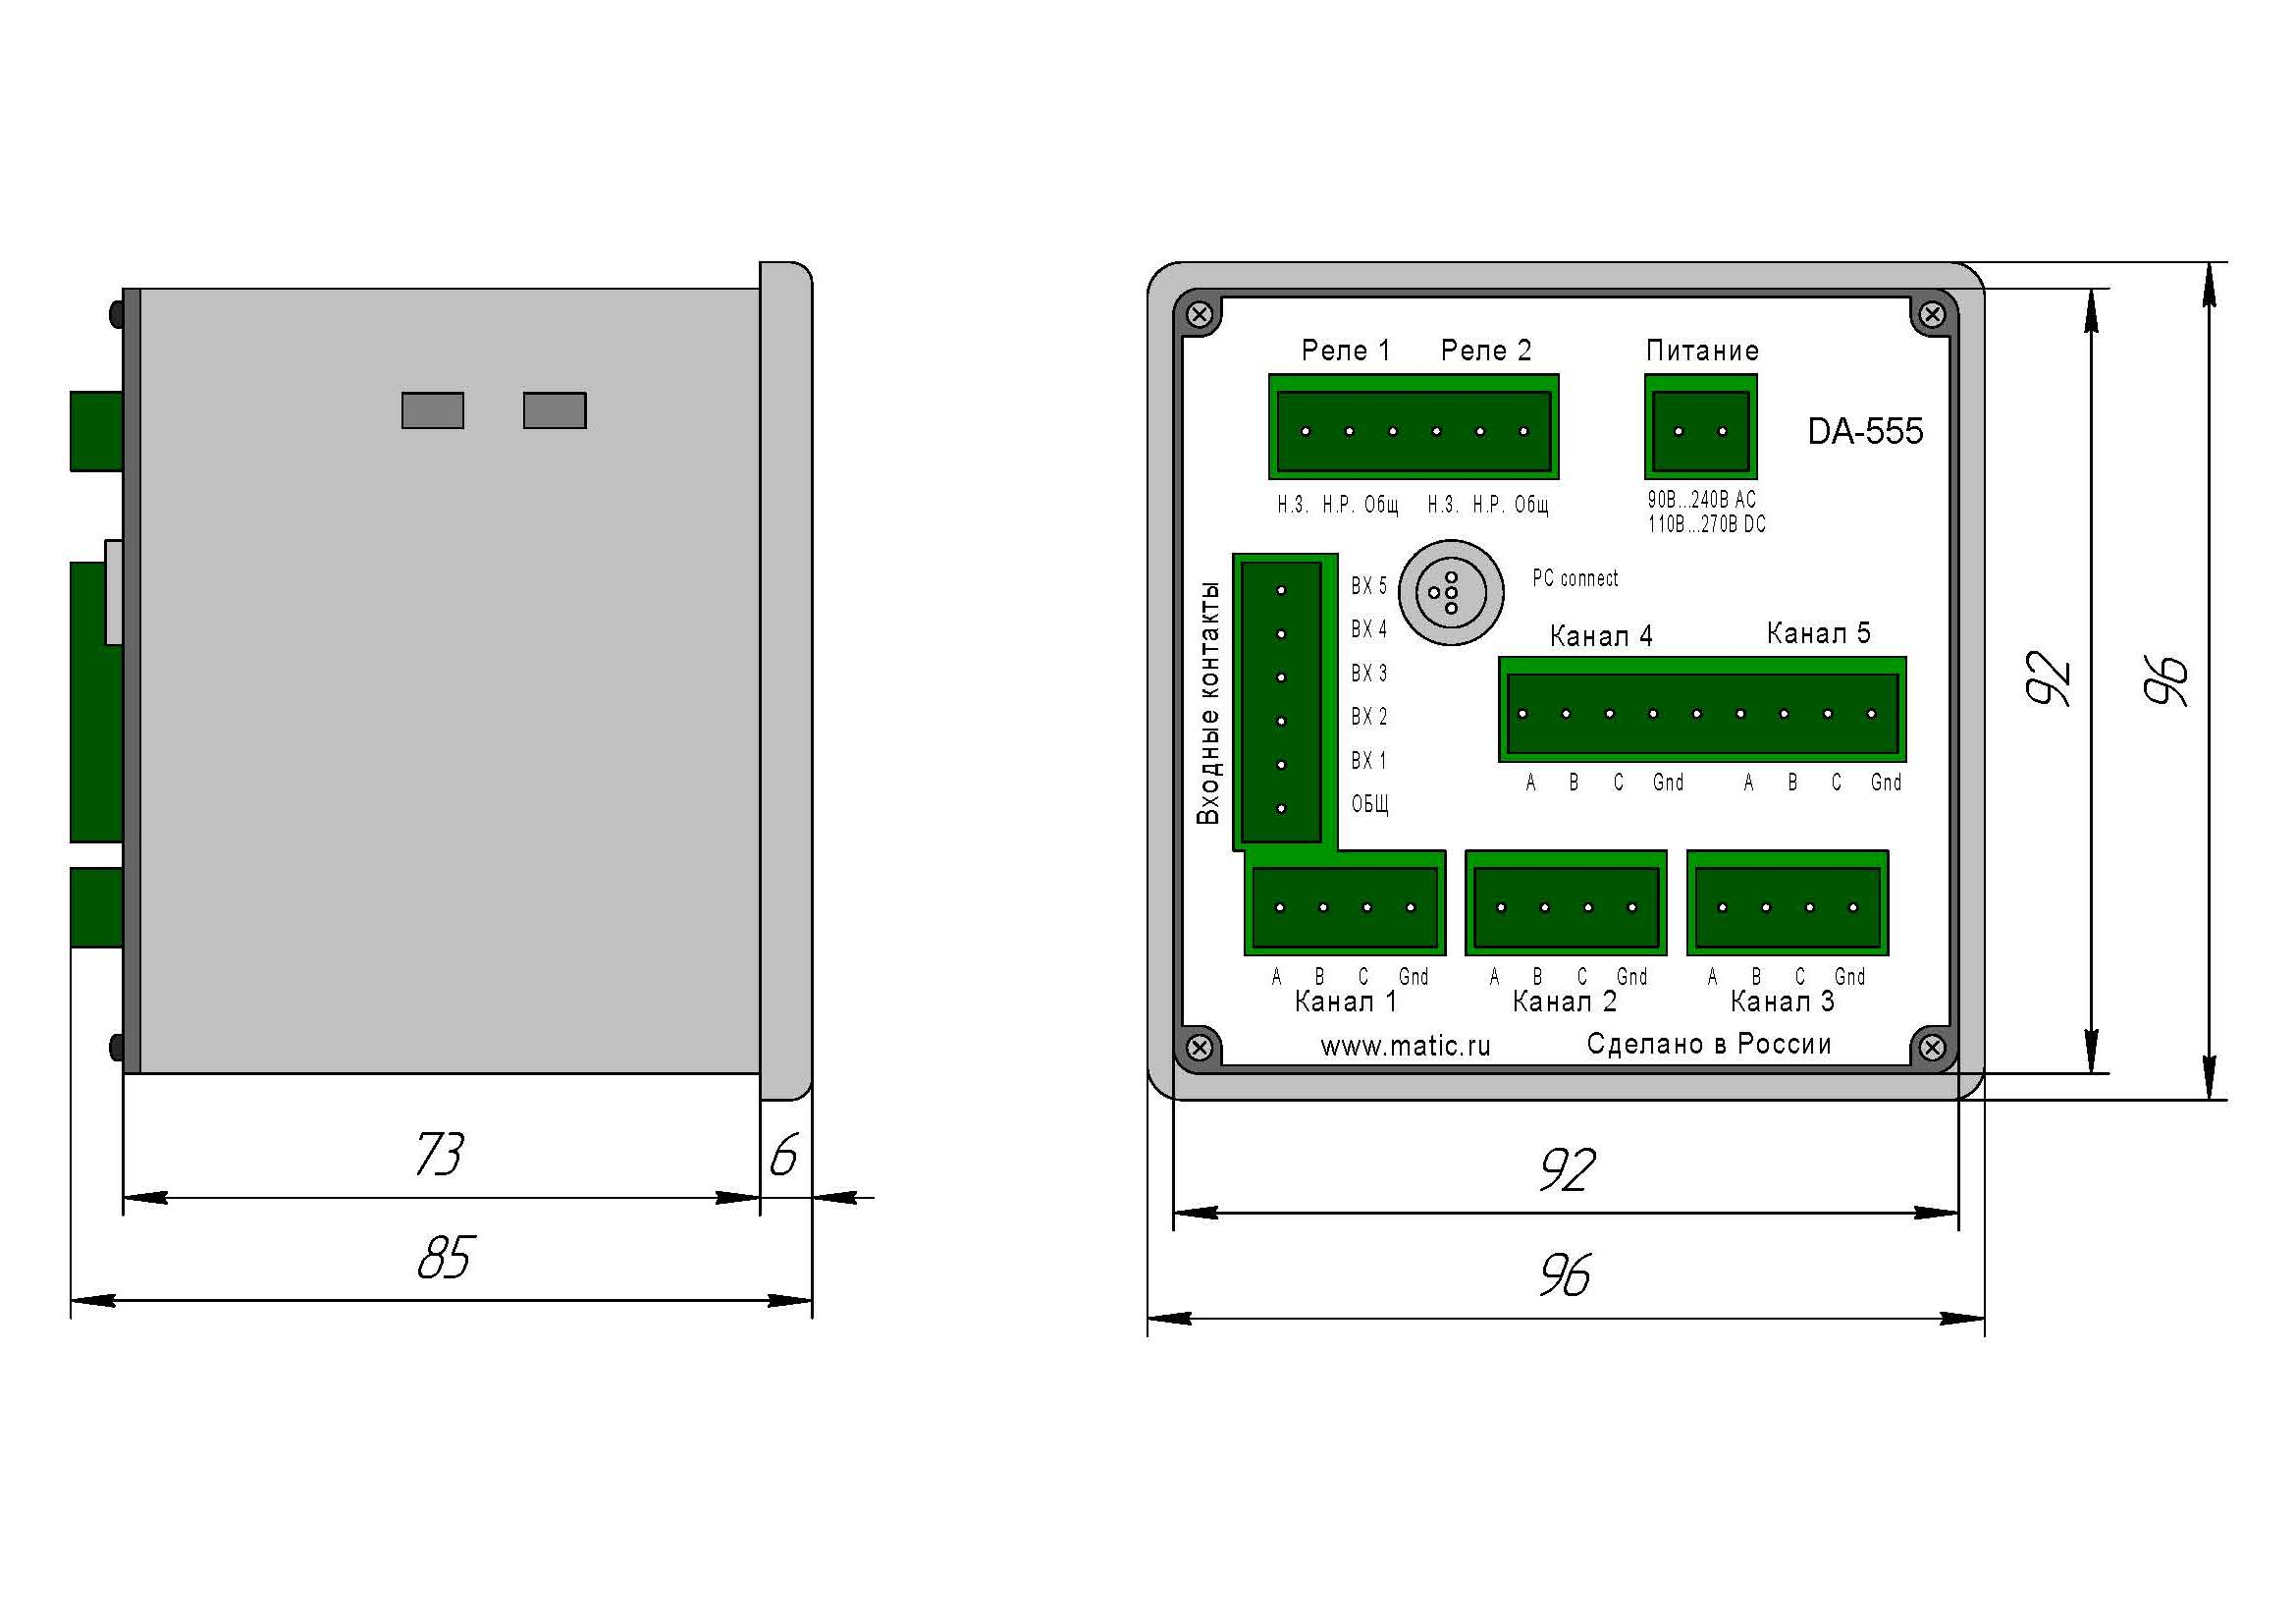 Реле 1 Реле 2 Питание
DA-555
Н.З. Н.Р. Общ Н.З. Н.Р. Общ
90В...240В AC
110В...270В DC
Входные контакты
ВХ 5
ВХ 4
ВХ 3
ВХ 2
ВХ 1
ОБЩ
PC connect
Канал 4 Канал 5
A B C Gnd A B C Gnd
A B C Gnd A B C Gnd A B C Gnd
Канал 1 Канал 2 Канал 3
www.matic.ru Сделано в России
92
96
73 6
85
92
96